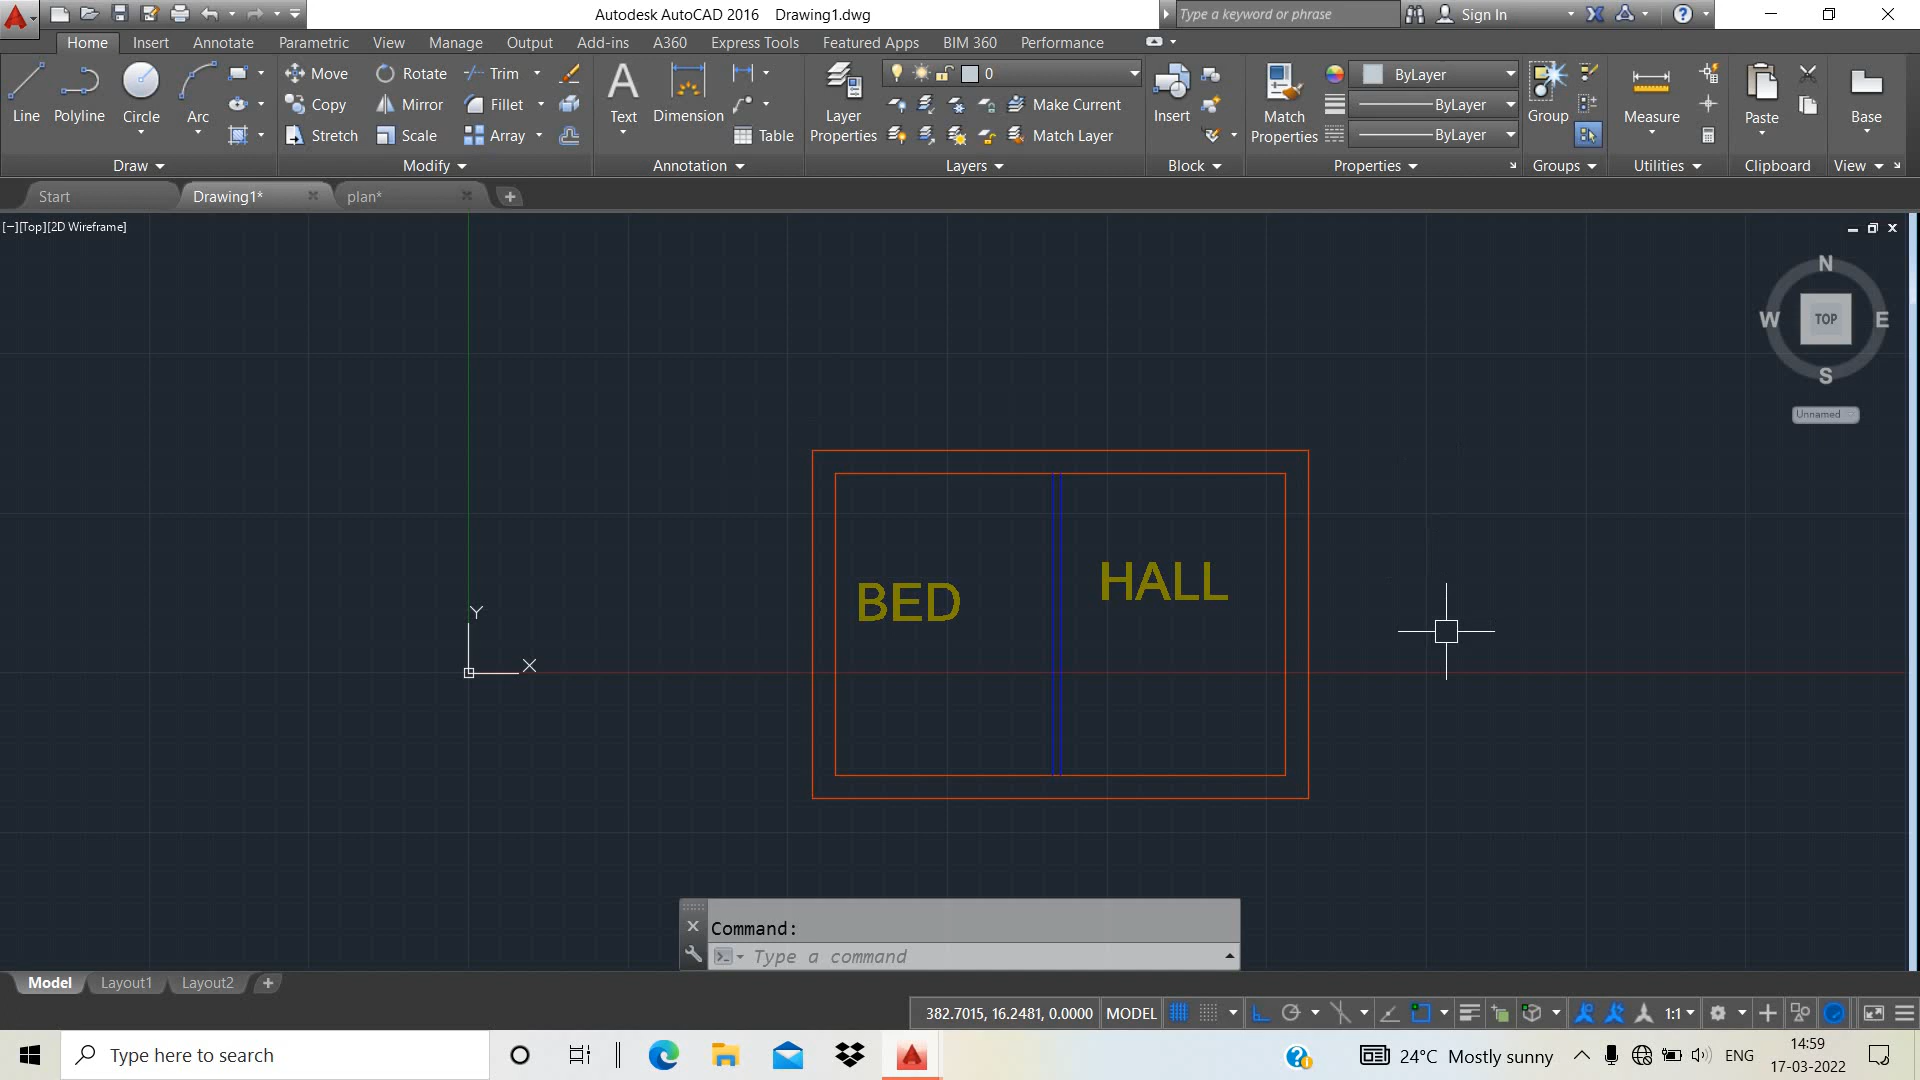 Autodesk AutoCAD 2016 Drawing1.dwg
Type a keyword or phrase
Sign In
Home Insert Annotate Parametric View Manage Output Add-ins A360 Express Tools Featured Apps BIM 360 Performance
Line Polyline Circle Arc
Move Rotate Trim
Copy Mirror Fillet
Stretch Scale Array
Text Dimension Table
Layer Properties
0
Make Current
Match Layer
Insert
Match Properties
ByLayer
ByLayer
ByLayer
Group
Measure
Paste
Base
Draw Modify Annotation Layers Block Properties Groups Utilities Clipboard View
Start Drawing1* plan*
[−][Top][2D Wireframe]
N
W TOP E
S
Unnamed
HALL
BED
Y
X
Command:
Type a command
Model Layout1 Layout2
382.7015, 16.2481, 0.0000 MODEL 1:1
Type here to search
24°C Mostly sunny
ENG
14:59
17-03-2022